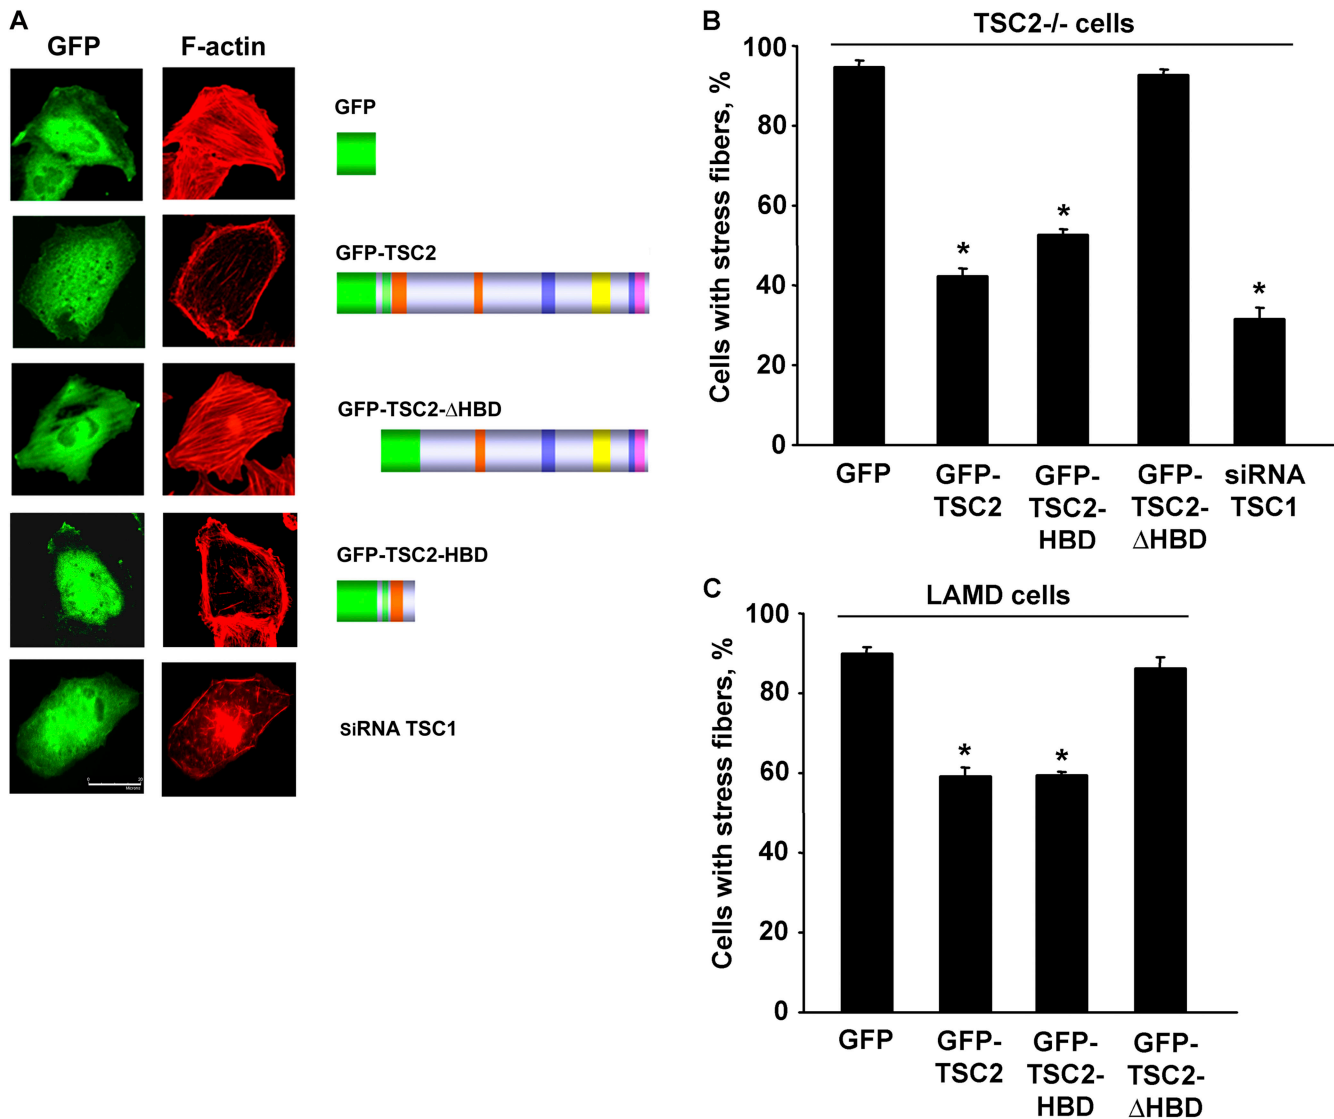 A
GFP
F-actin
GFP
GFP-TSC2
GFP-TSC2-ΔHBD
GFP-TSC2-HBD
siRNA TSC1
0
20
Microns
B
TSC2-/- cells
Cells with stress fibers, %
100
80
60
40
20
0
*
*
*
GFP
GFP-
TSC2
GFP-
TSC2-
HBD
GFP-
TSC2-
ΔHBD
siRNA
TSC1
C
LAMD cells
Cells with stress fibers, %
100
80
60
40
20
0
*
*
GFP
GFP-
TSC2
GFP-
TSC2-
HBD
GFP-
TSC2-
ΔHBD